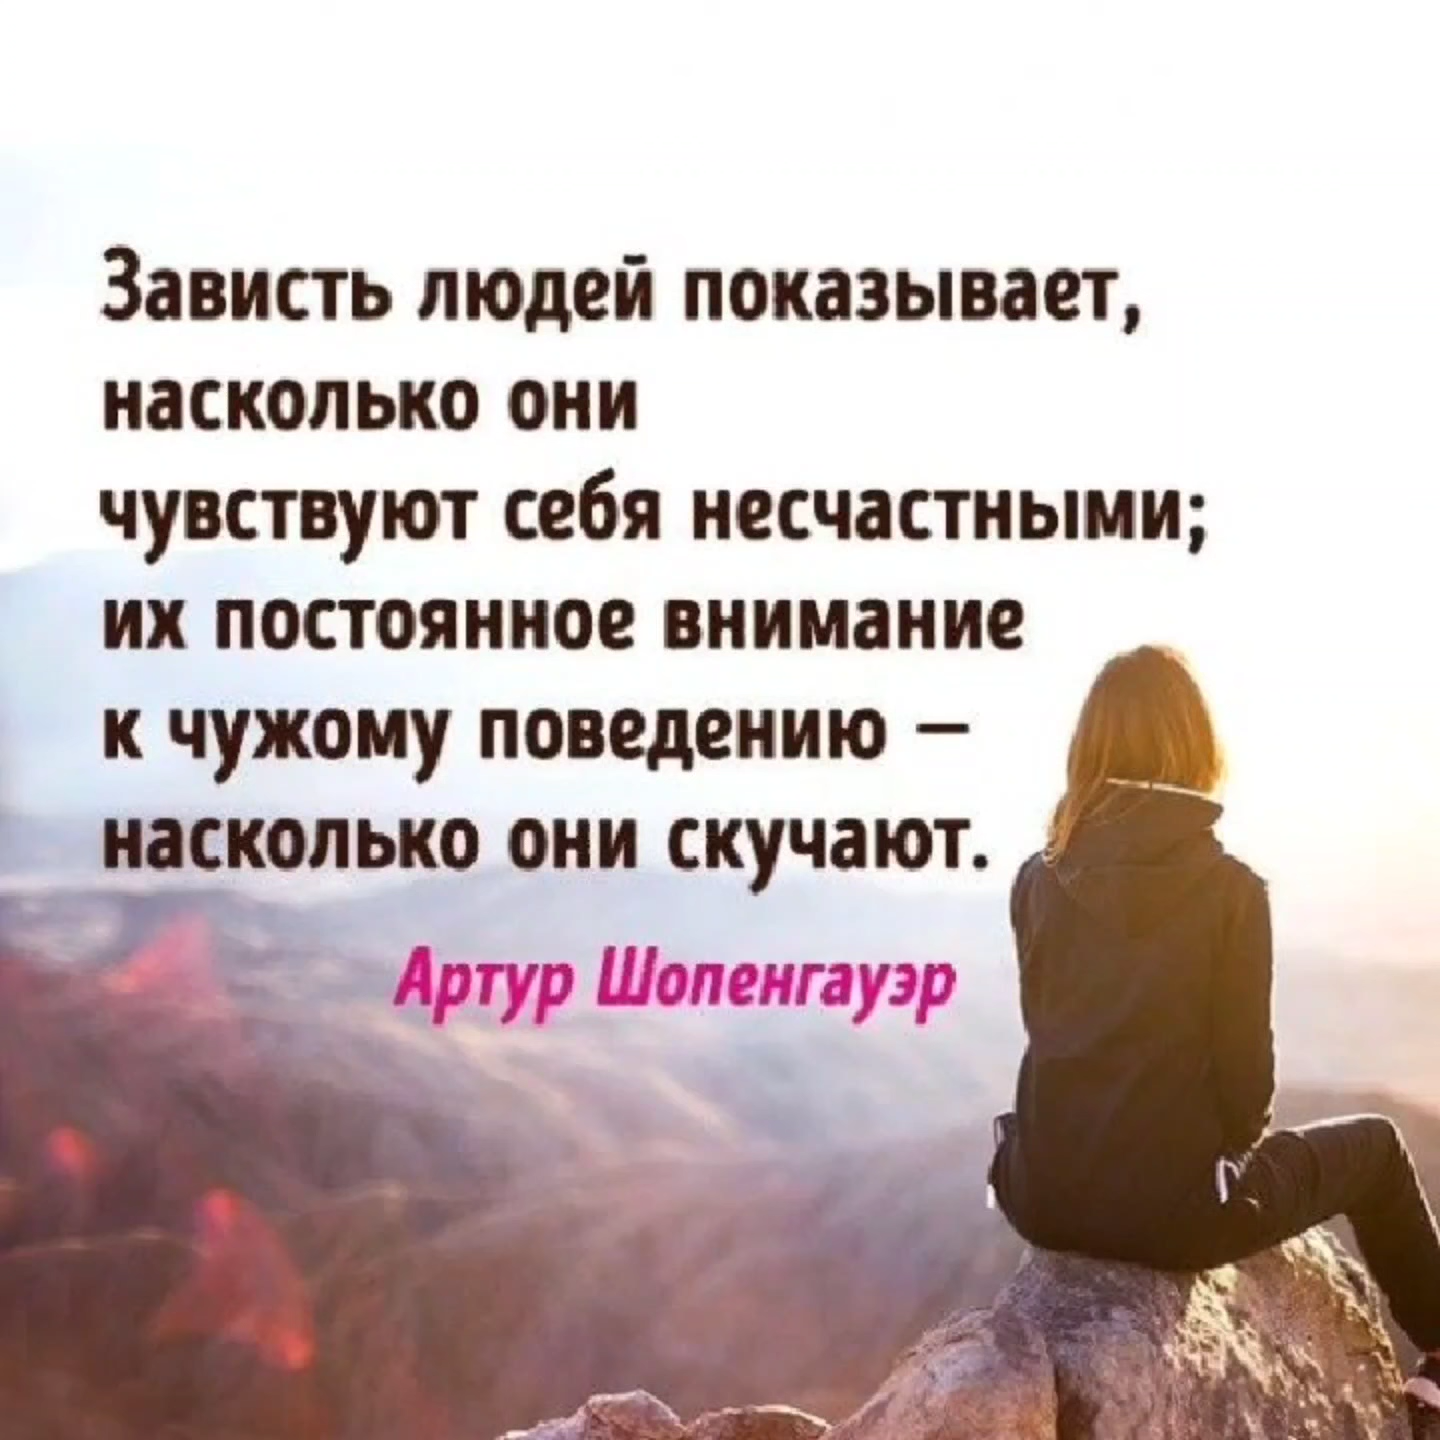 Зависть людей показывает,
насколько они
чувствуют себя несчастными;
их постоянное внимание
к чужому поведению –
насколько они скучают.
Артур Шопенгауэр